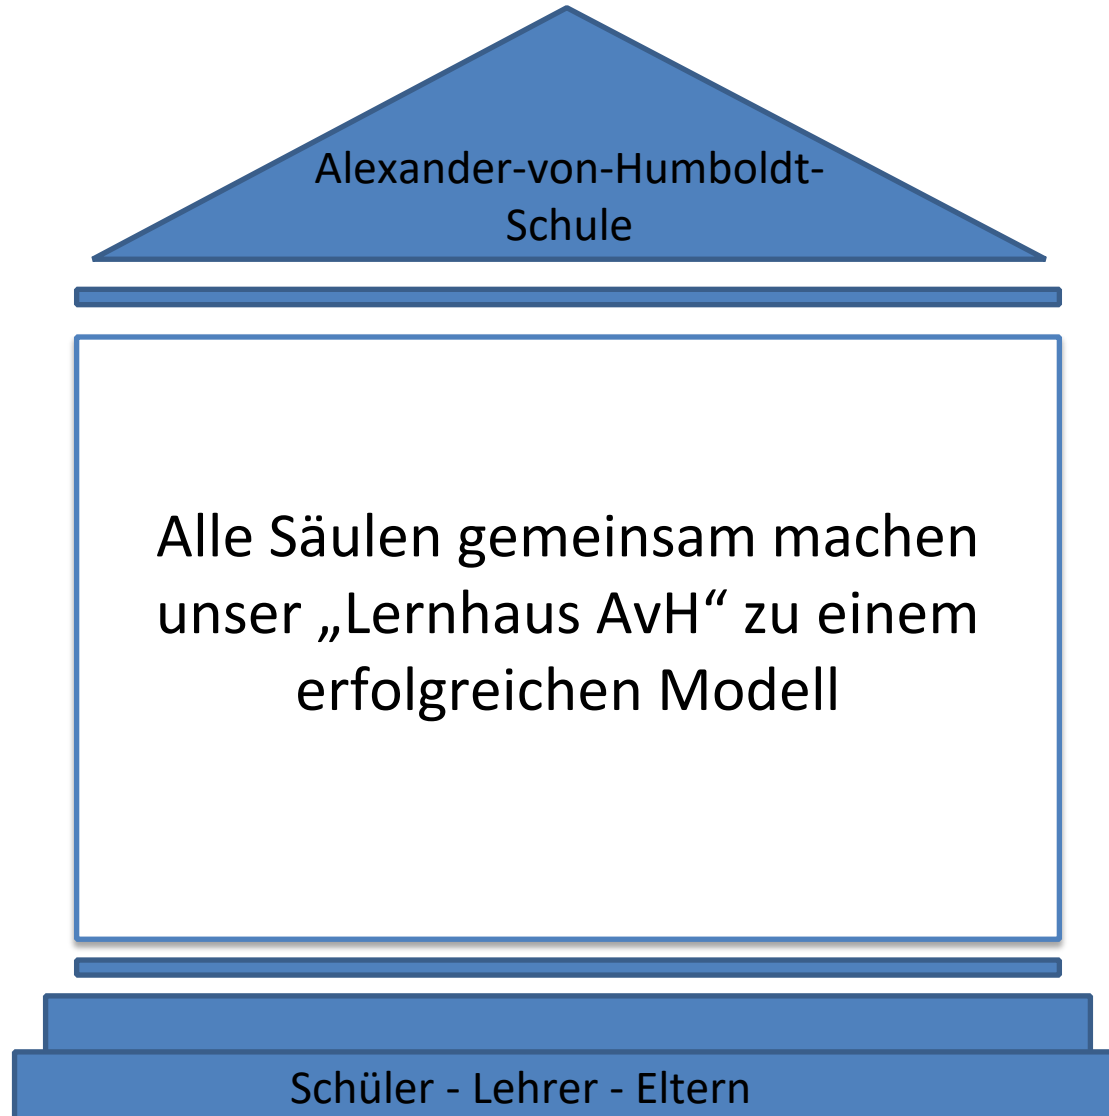 Alexander-von-Humboldt-
Schule
Alle Säulen gemeinsam machen
unser „Lernhaus AvH“ zu einem
erfolgreichen Modell
Schüler - Lehrer - Eltern